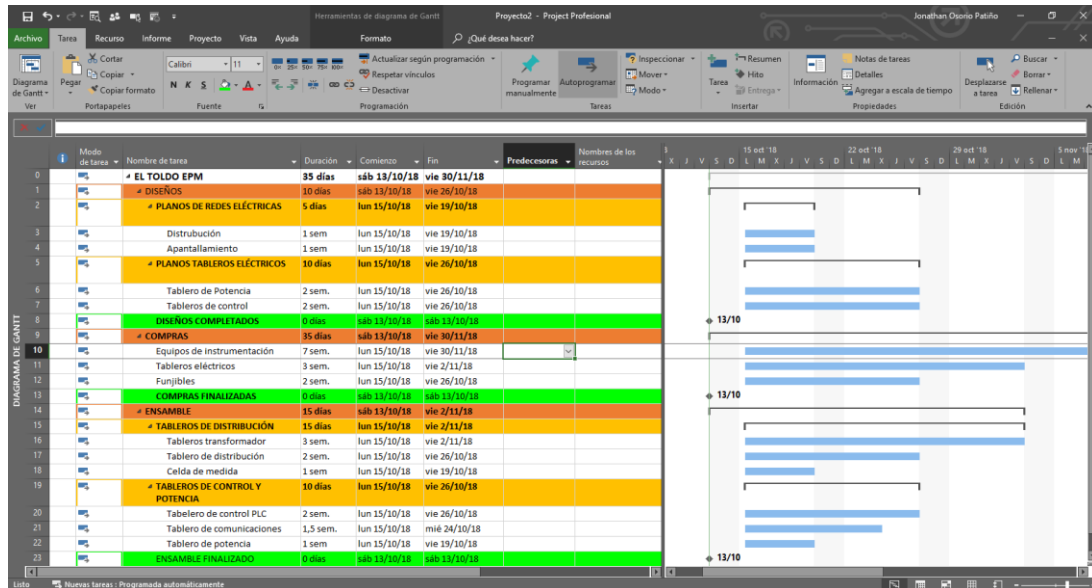 Herramientas de diagrama de Gantt Proyecto2 - Project Profesional Jonathan Osorio Patiño
Archivo Tarea Recurso Informe Proyecto Vista Ayuda Formato ¿Qué desea hacer?
Diagrama de Gantt
Ver
Pegar
Cortar
Copiar
Copiar formato
Portapapeles
Calibri 11
N K S A
Fuente
0× 25× 50× 75× 100×
Actualizar según programación
Respetar vínculos
Desactivar
Programación
Programar manualmente
Autoprogramar
Inspeccionar
Mover
Modo
Tareas
Tarea
Resumen
Hito
Entrega
Insertar
Información
Notas de tareas
Detalles
Agregar a escala de tiempo
Propiedades
Desplazarse a tarea
Buscar
Borrar
Rellenar
Edición
Modo de tarea Nombre de tarea Duración Comienzo Fin Predecesoras Nombres de los recursos
15 oct '18 22 oct '18 29 oct '18 5 nov '18
X J V S D L M X J V S D L M X J V S D L M X J V S D L M
0 EL TOLDO EPM 35 días sáb 13/10/18 vie 30/11/18
1 DISEÑOS 10 días sáb 13/10/18 vie 26/10/18
2 PLANOS DE REDES ELÉCTRICAS 5 días lun 15/10/18 vie 19/10/18
3 Distrubución 1 sem lun 15/10/18 vie 19/10/18
4 Apantallamiento 1 sem lun 15/10/18 vie 19/10/18
5 PLANOS TABLEROS ELÉCTRICOS 10 días lun 15/10/18 vie 26/10/18
6 Tablero de Potencia 2 sem. lun 15/10/18 vie 26/10/18
7 Tableros de control 2 sem. lun 15/10/18 vie 26/10/18
8 DISEÑOS COMPLETADOS 0 días sáb 13/10/18 sáb 13/10/18 13/10
9 COMPRAS 35 días sáb 13/10/18 vie 30/11/18
10 Equipos de instrumentación 7 sem. lun 15/10/18 vie 30/11/18
11 Tableros eléctricos 3 sem. lun 15/10/18 vie 2/11/18
12 Funjibles 2 sem. lun 15/10/18 vie 26/10/18
13 COMPRAS FINALIZADAS 0 días sáb 13/10/18 sáb 13/10/18 13/10
14 ENSAMBLE 15 días sáb 13/10/18 vie 2/11/18
15 TABLEROS DE DISTRIBUCIÓN 15 días lun 15/10/18 vie 2/11/18
16 Tableros transformador 3 sem. lun 15/10/18 vie 2/11/18
17 Tablero de distribución 2 sem. lun 15/10/18 vie 26/10/18
18 Celda de medida 1 sem lun 15/10/18 vie 19/10/18
19 TABLEROS DE CONTROL Y POTENCIA 10 días lun 15/10/18 vie 26/10/18
20 Tabelero de control PLC 2 sem. lun 15/10/18 vie 26/10/18
21 Tablero de comunicaciones 1,5 sem. lun 15/10/18 mié 24/10/18
22 Tablero de potencia 1 sem lun 15/10/18 vie 19/10/18
23 ENSAMBLE FINALIZADO 0 días sáb 13/10/18 sáb 13/10/18 13/10
DIAGRAMA DE GANTT
Listo Nuevas tareas : Programada automáticamente